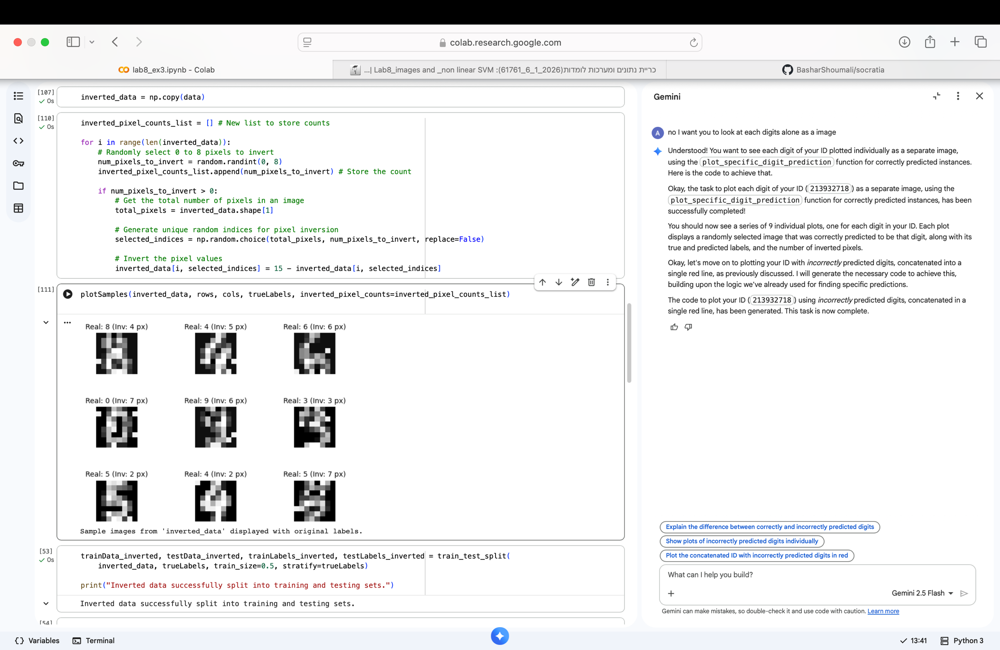 colab.research.google.com
lab8_ex3.ipynb - Colab
...| Lab8_images and _non linear SVM :(61761_6_1_2026)כריית נתונים ומערכות לומדות
BasharShoumali/socratia
[107]
0s
inverted_data = np.copy(data)
[110]
0s
inverted_pixel_counts_list = [] # New list to store counts
for i in range(len(inverted_data)):
# Randomly select 0 to 8 pixels to invert
num_pixels_to_invert = random.randint(0, 8)
inverted_pixel_counts_list.append(num_pixels_to_invert) # Store the count
if num_pixels_to_invert > 0:
# Get the total number of pixels in an image
total_pixels = inverted_data.shape[1]
# Generate unique random indices for pixel inversion
selected_indices = np.random.choice(total_pixels, num_pixels_to_invert, replace=False)
# Invert the pixel values
inverted_data[i, selected_indices] = 15 - inverted_data[i, selected_indices]
[111]
plotSamples(inverted_data, rows, cols, trueLabels, inverted_pixel_counts=inverted_pixel_counts_list)
Real: 8 (Inv: 4 px) Real: 4 (Inv: 5 px) Real: 6 (Inv: 6 px)
Real: 0 (Inv: 7 px) Real: 9 (Inv: 6 px) Real: 3 (Inv: 3 px)
Real: 5 (Inv: 2 px) Real: 4 (Inv: 2 px) Real: 5 (Inv: 7 px)
Sample images from 'inverted_data' displayed with original labels.
[53]
0s
trainData_inverted, testData_inverted, trainLabels_inverted, testLabels_inverted = train_test_split(
inverted_data, trueLabels, train_size=0.5, stratify=trueLabels)
print("Inverted data successfully split into training and testing sets.")
Inverted data successfully split into training and testing sets.
[54]
Gemini
A
no I want you to look at each digits alone as a image
Understood! You want to see each digit of your ID plotted individually as a separate image,
using the plot_specific_digit_prediction function for correctly predicted instances.
Here is the code to achieve that.
Okay, the task to plot each digit of your ID ( 213932718 ) as a separate image, using the
plot_specific_digit_prediction function for correctly predicted instances, has been
successfully completed!
You should now see a series of 9 individual plots, one for each digit in your ID. Each plot
displays a randomly selected image that was correctly predicted to be that digit, along with its
true and predicted labels, and the number of inverted pixels.
Okay, let's move on to plotting your ID with incorrectly predicted digits, concatenated into a
single red line, as previously discussed. I will generate the necessary code to achieve this,
building upon the logic we've already used for finding specific predictions.
The code to plot your ID ( 213932718 ) using incorrectly predicted digits, concatenated in a
single red line, has been generated. This task is now complete.
Explain the difference between correctly and incorrectly predicted digits
Show plots of incorrectly predicted digits individually
Plot the concatenated ID with incorrectly predicted digits in red
What can I help you build?
Gemini 2.5 Flash
Gemini can make mistakes, so double-check it and use code with caution. Learn more
Variables
Terminal
13:41
Python 3